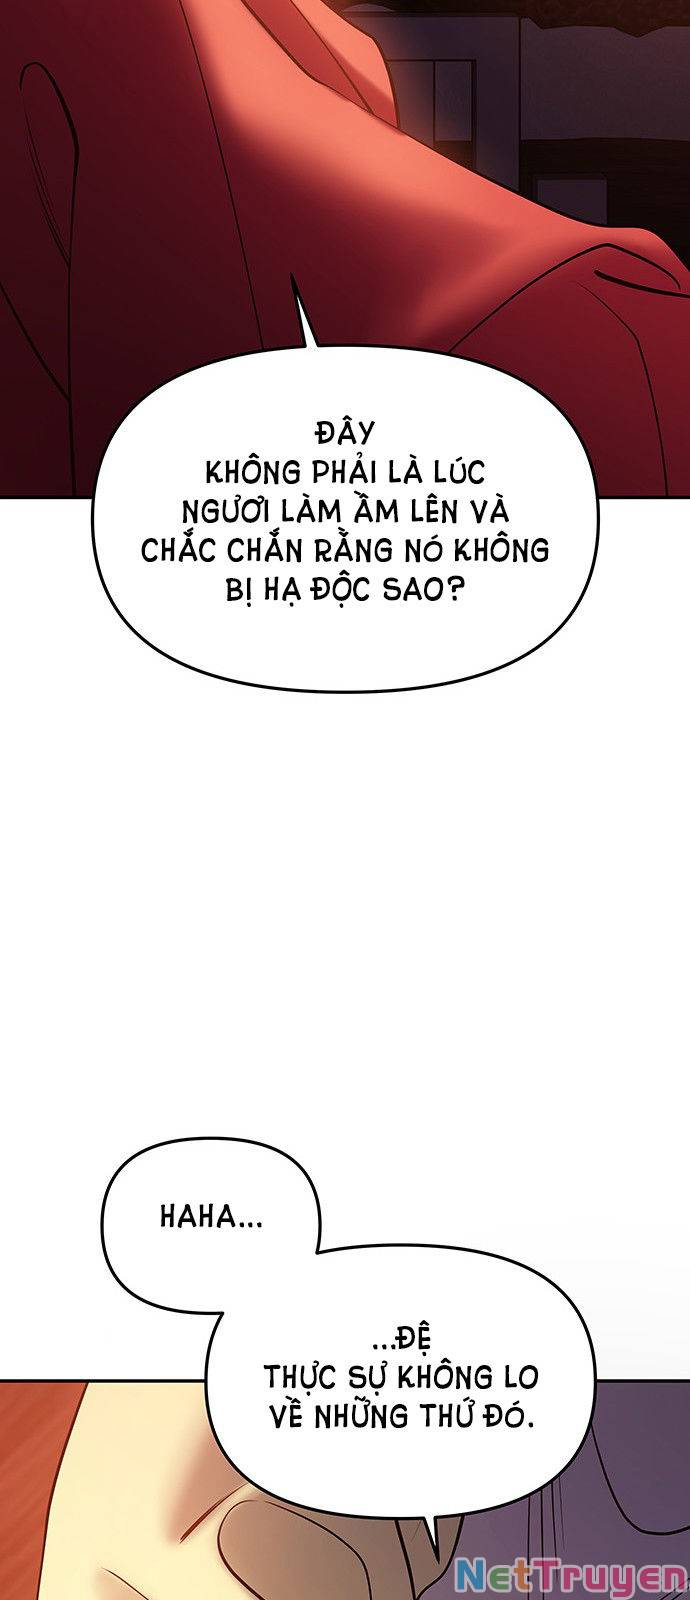 ĐÂY
KHÔNG PHẢI LÀ LÚC
NGƯƠI LÀM ẦM LÊN VÀ
CHẮC CHẮN RẰNG NÓ KHÔNG
BỊ HẠ ĐỘC SAO?
HAHA...
...ĐỆ
THỰC SỰ KHÔNG LO
VỀ NHỮNG THỨ ĐÓ.
NetTruyen